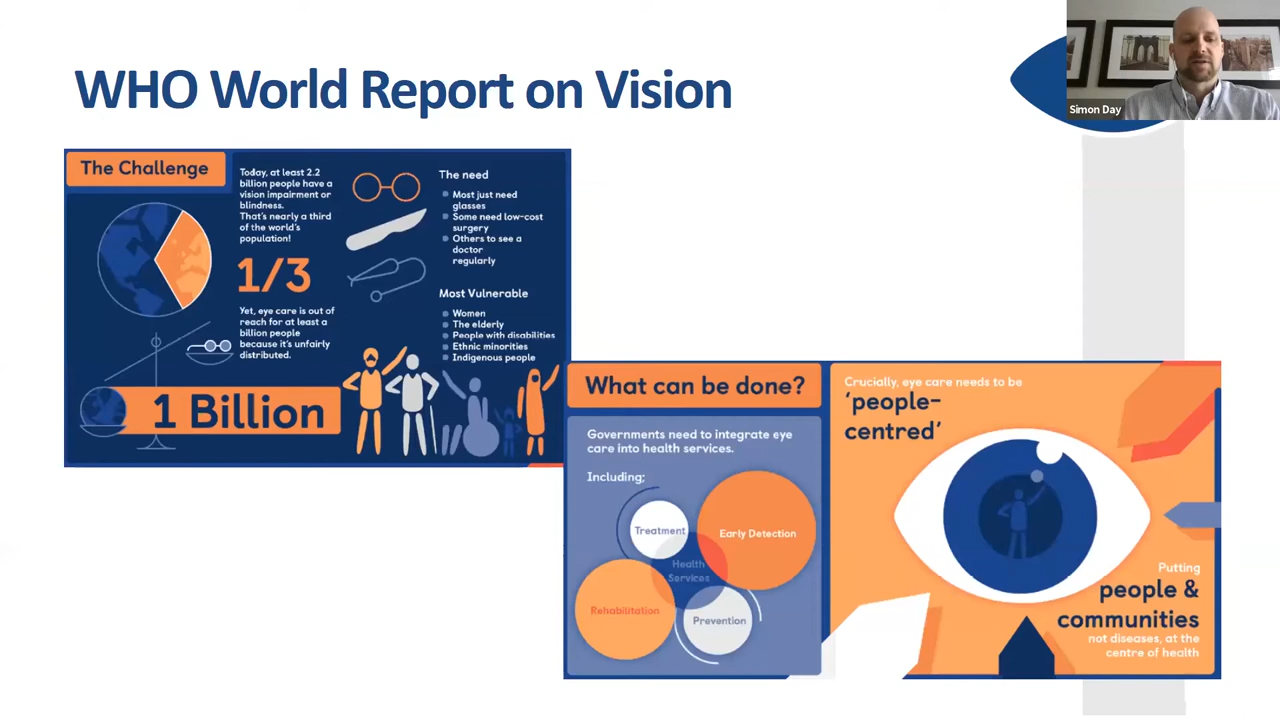 WHO World Report on Vision
Simon Day
The Challenge
Today, at least 2.2
billion people have a
vision impairment or
blindness.
That's nearly a third
of the world's
population!
1/3
Yet, eye care is out of
reach for at least a
billion people
because it's unfairly
distributed.
1 Billion
The need
Most just need
glasses
Some need low-cost
surgery
Others to see a
doctor
regularly
Most Vulnerable
Women
The elderly
People with disabilities
Ethnic minorities
Indigenous people
What can be done?
Governments need to integrate eye
care into health services.
Including;
Treatment
Early Detection
Health
Services
Rehabilitation
Prevention
Crucially, eye care needs to be
'people-
centred'
Putting
people &
communities
not diseases, at the
centre of health